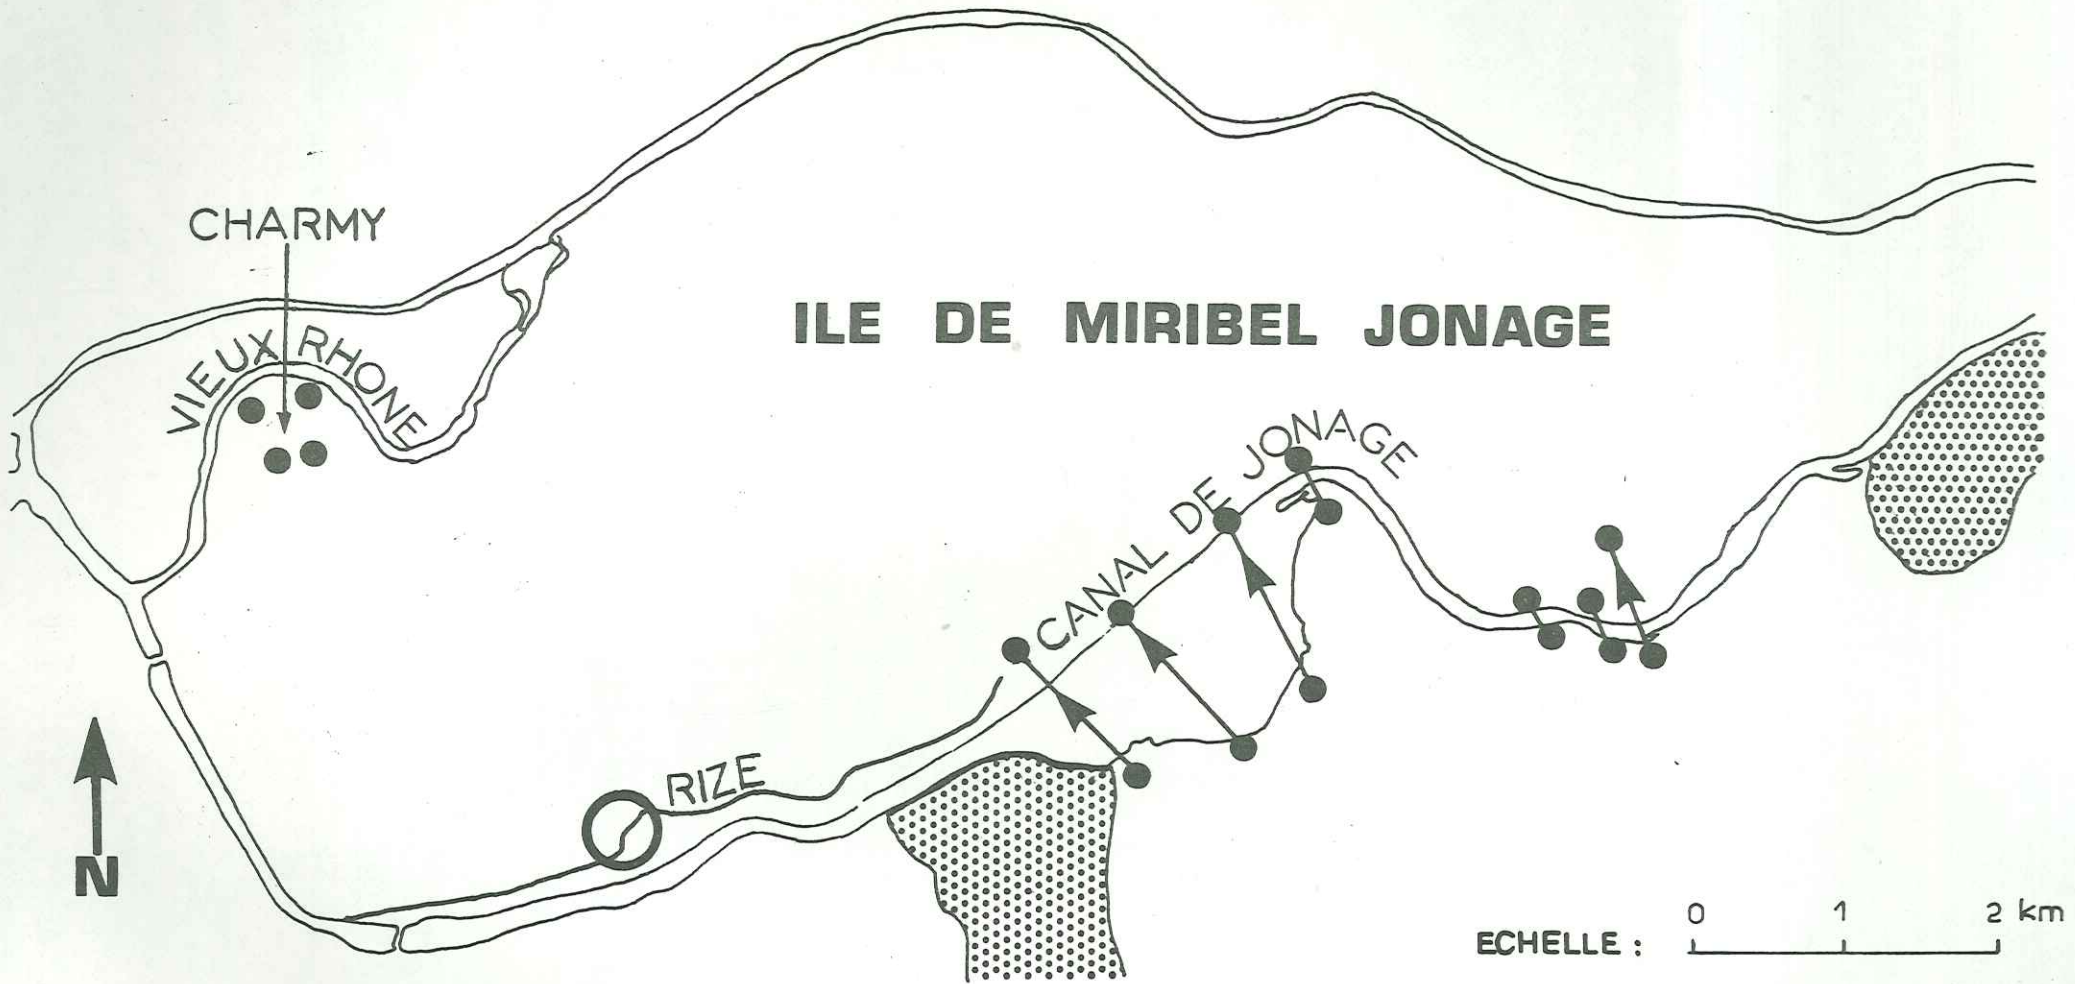 CHARMY
VIEUX RHONE
ILE DE MIRIBEL JONAGE
CANAL DE JONAGE
RIZE
N
0 1 2 km
ECHELLE :